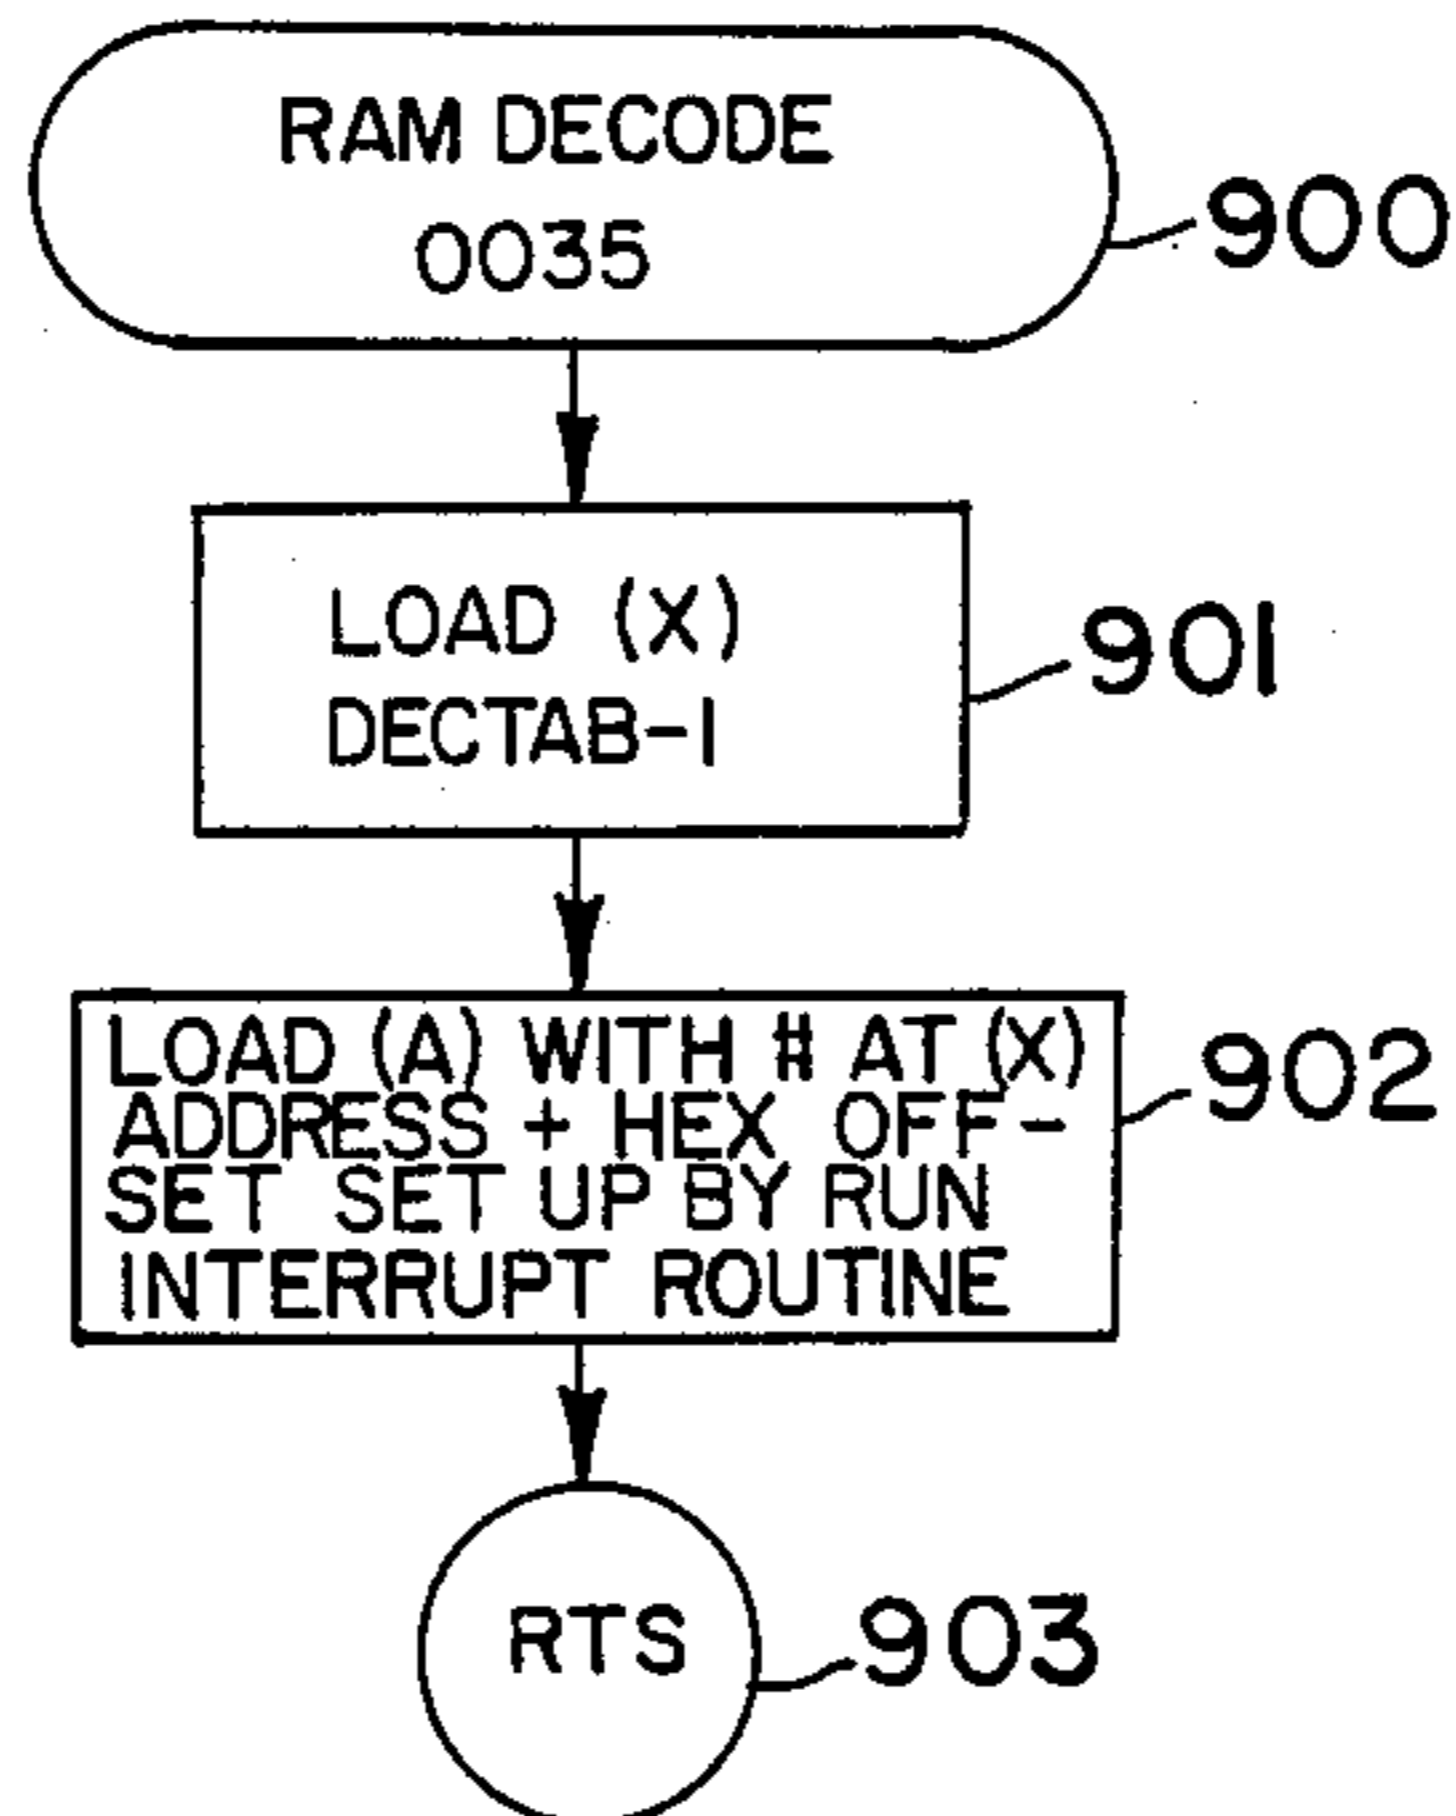 RAM DECODE
0035
900
LOAD (X)
DECTAB-1
901
LOAD (A) WITH # AT (X)
ADDRESS + HEX OFF-
SET SET UP BY RUN
INTERRUPT ROUTINE
902
RTS
903